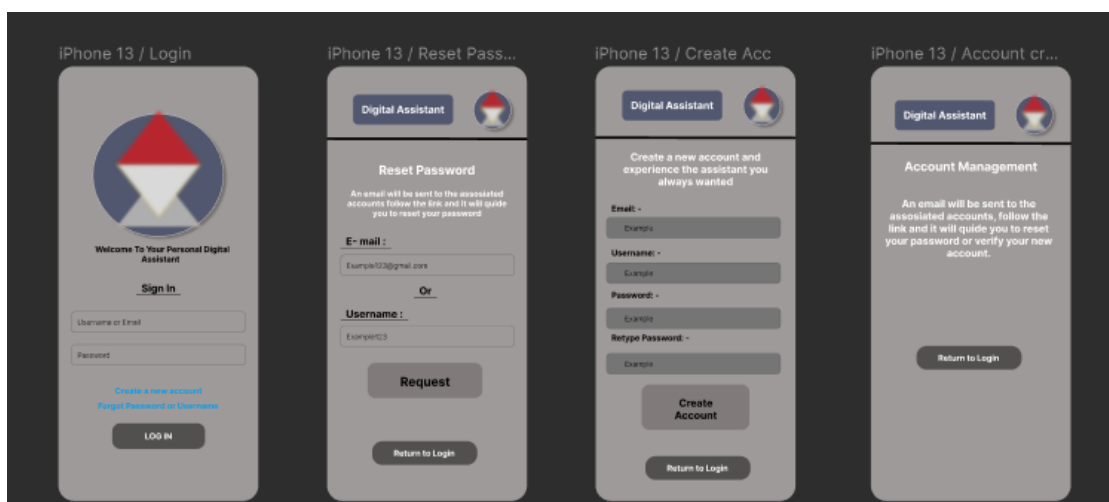 iPhone 13 / Login
Welcome To Your Personal Digital
Assistant
Sign In
Username or Email
Password
Create a new account
Forgot Password or Username
LOG IN
iPhone 13 / Reset Pass...
Digital Assistant
Reset Password
An email will be sent to the assosiated
accounts follow the link and it will quide
you to reset your password
E- mail :
Example123@gmail.com
Or
Username :
Example123
Request
Return to Login
iPhone 13 / Create Acc
Digital Assistant
Create a new account and
experience the assistant you
always wanted
Email: -
Example
Username: -
Example
Password: -
Example
Retype Password: -
Example
Create
Account
Return to Login
iPhone 13 / Account cr...
Digital Assistant
Account Management
An email will be sent to the
assosiated accounts, follow the
link and it will quide you to reset
your password or verify your new
account.
Return to Login